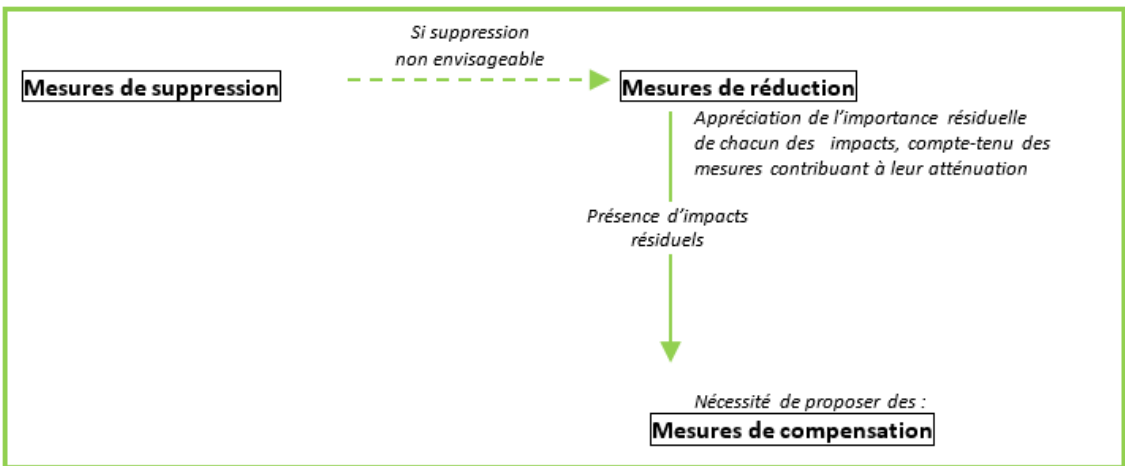 Si suppression
non envisageable
Mesures de suppression
Mesures de réduction
Appréciation de l’importance résiduelle
de chacun des impacts, compte-tenu des
mesures contribuant à leur atténuation
Présence d’impacts
résiduels
Nécessité de proposer des :
Mesures de compensation